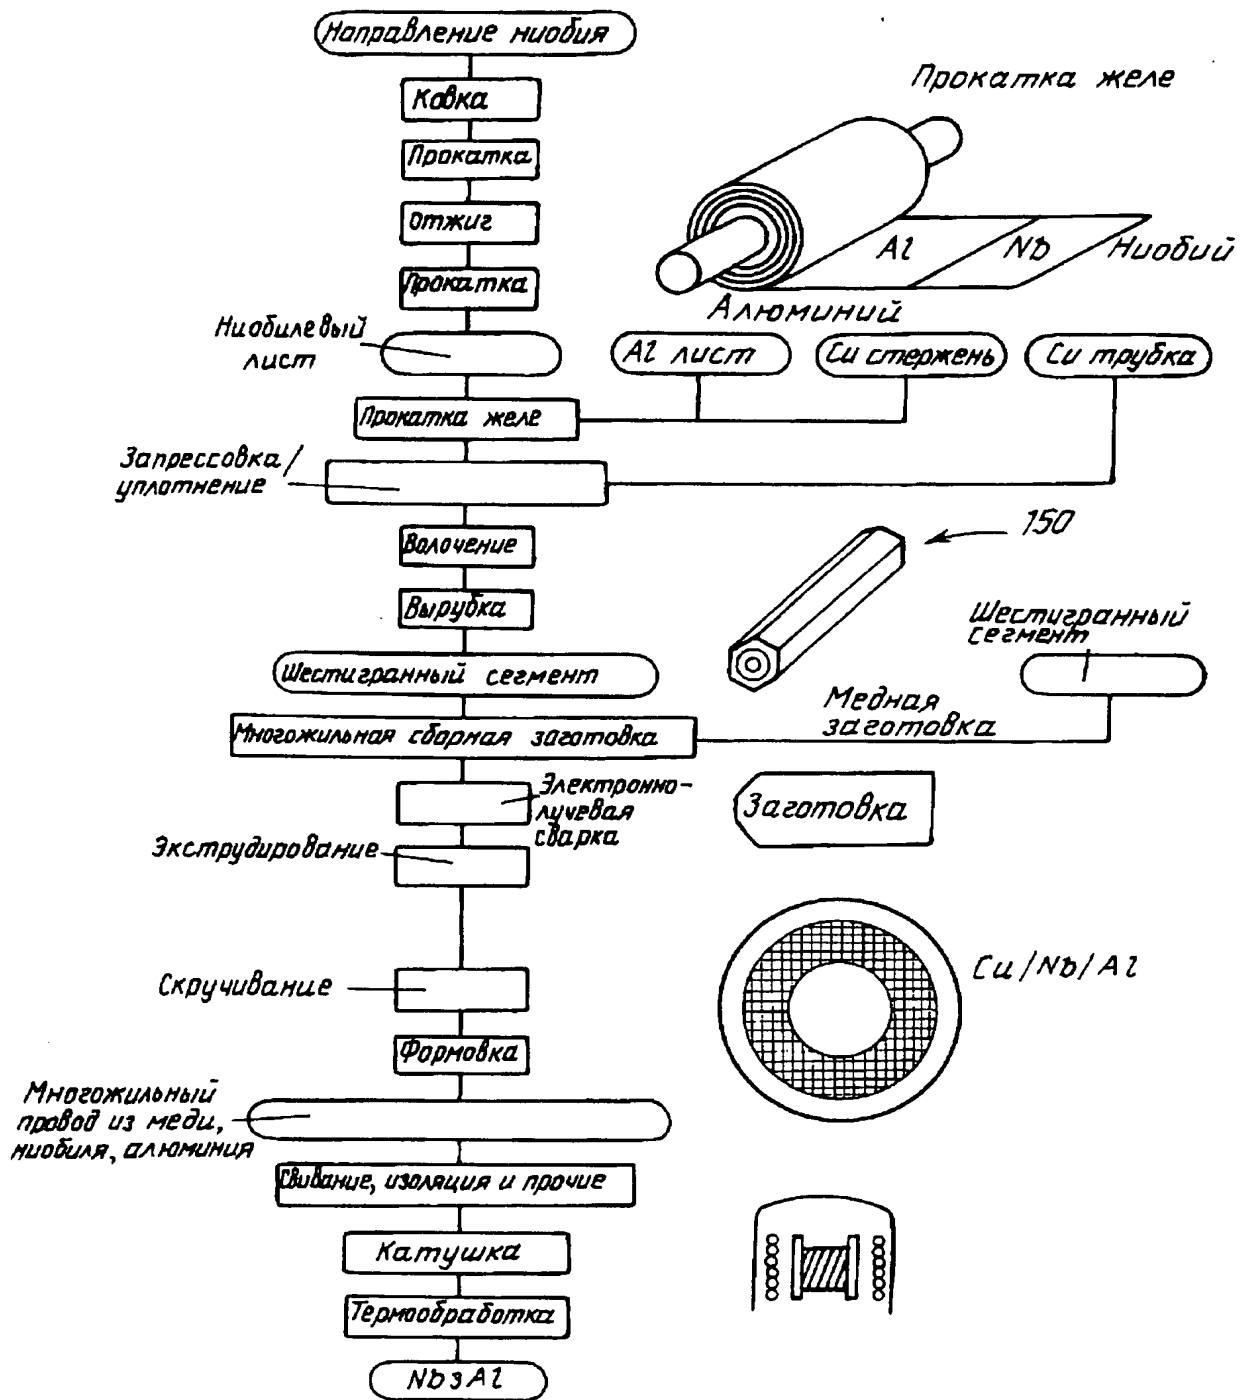 Направление ниобия
Ковка
Прокатка
Отжиг
Прокатка
Прокатка желе
Al
Nb
Ниобий
Алюминий
Ниобилевый
лист
Al лист
Cu стержень
Cu трубка
Прокатка желе
Запрессовка/
уплотнение
Волочение
Вырубка
150
Шестигранный
сегмент
Шестигранный сегмент
Многожильная сборная заготовка
Медная
заготовка
Электронно-
лучевая
сварка
Заготовка
Экструдирование
Cu/Nb/Al
Скручивание
Формовка
Многожильный
провод из меди,
ниобиля, алюминия
Свивание, изоляция и прочие
Катушка
Термообработка
Nb3Al